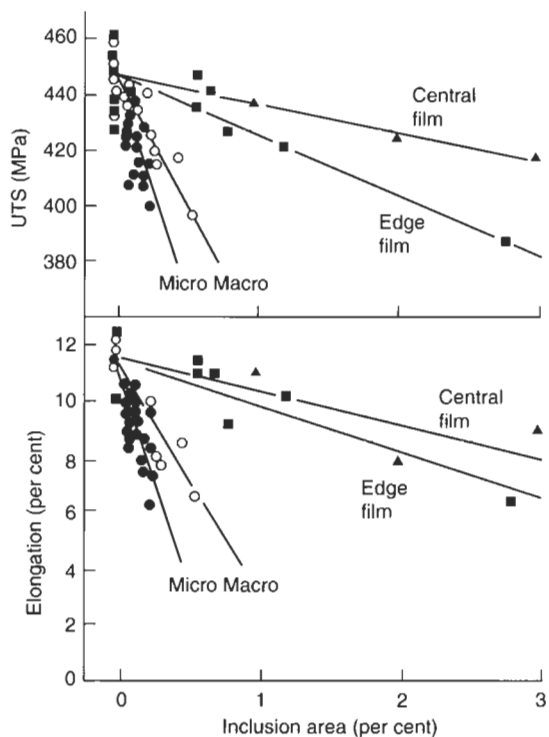 460
440
420
400
380
UTS (MPa)
Central
film
Edge
film
Micro Macro
12
10
8
6
4
2
0
Elongation (per cent)
Central
film
Edge
film
Micro Macro
0 1 2 3
Inclusion area (per cent)